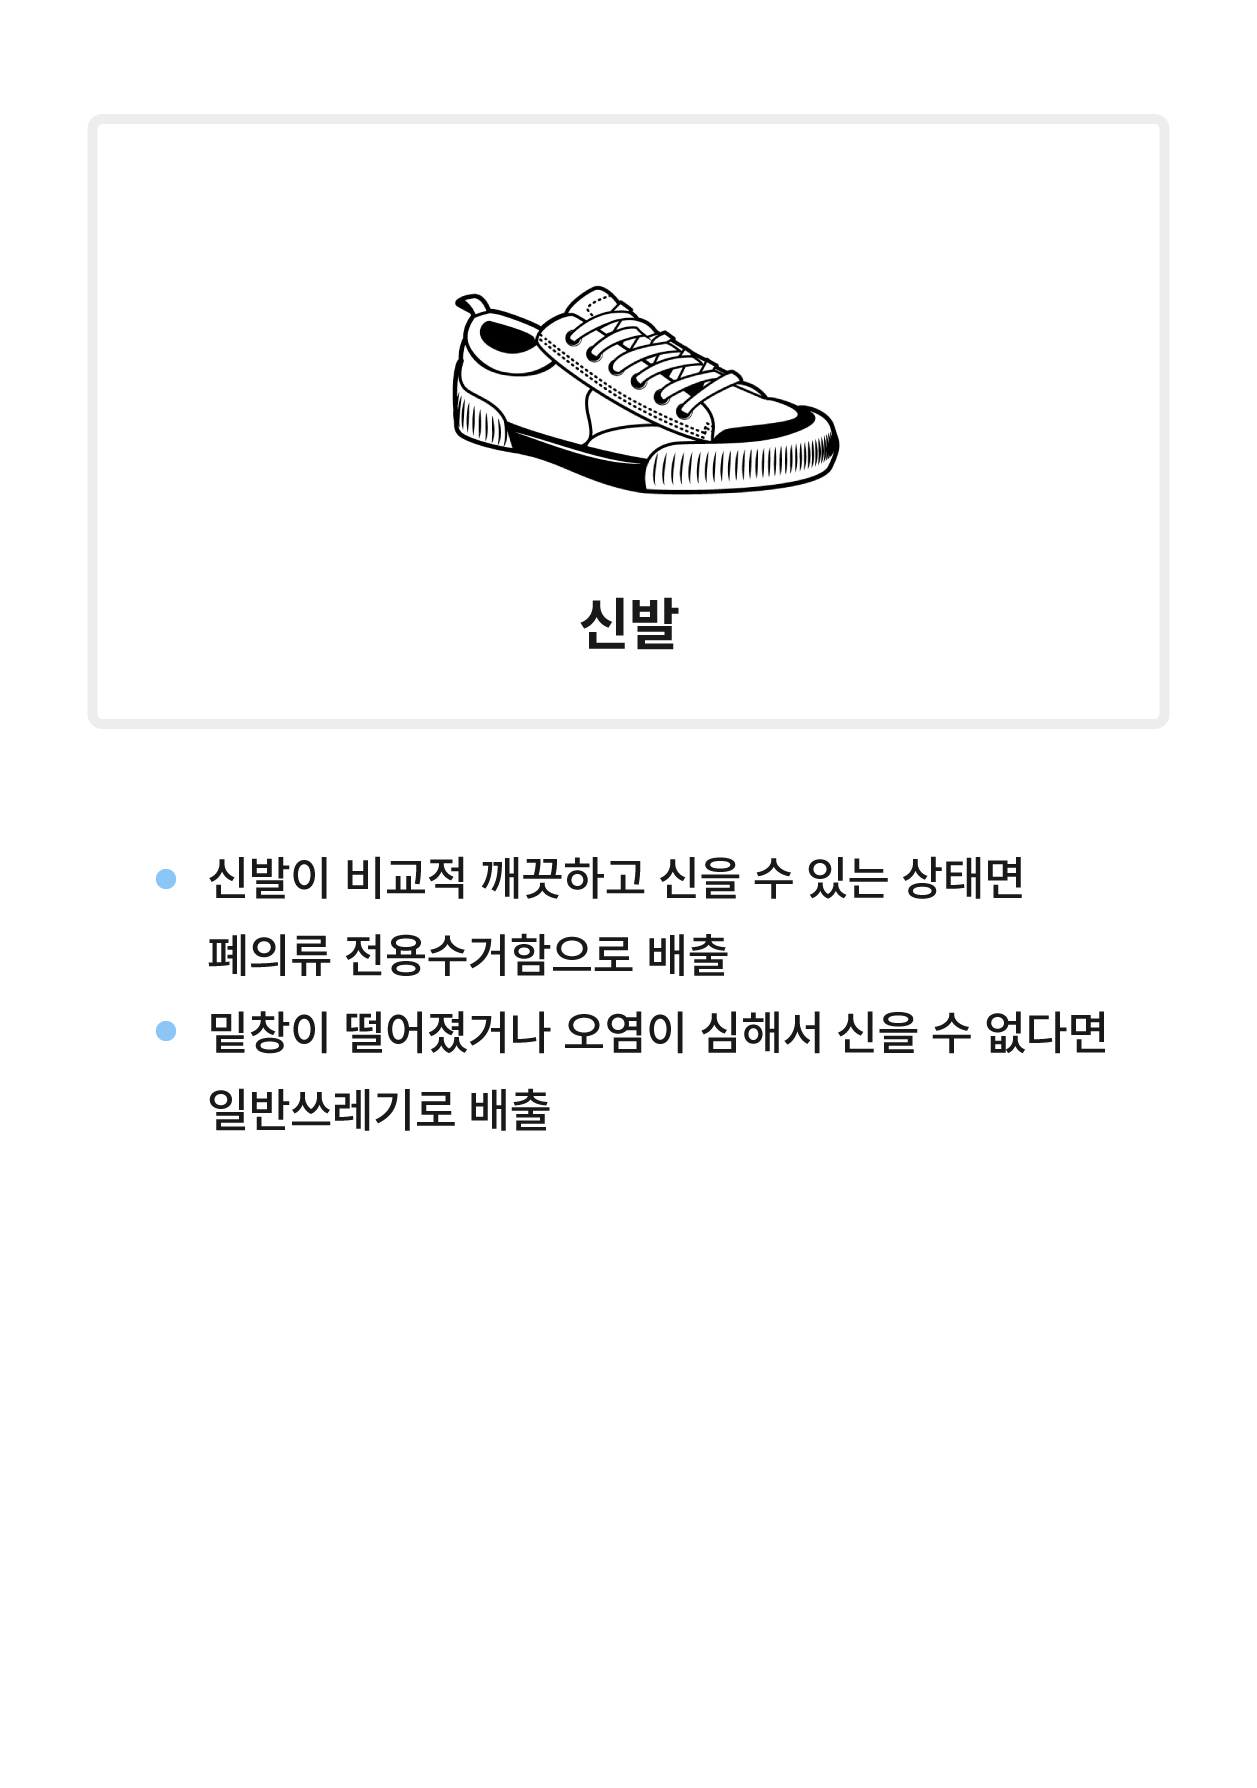 신발
신발이 비교적 깨끗하고 신을 수 있는 상태면
폐의류 전용수거함으로 배출
밑창이 떨어졌거나 오염이 심해서 신을 수 없다면
일반쓰레기로 배출